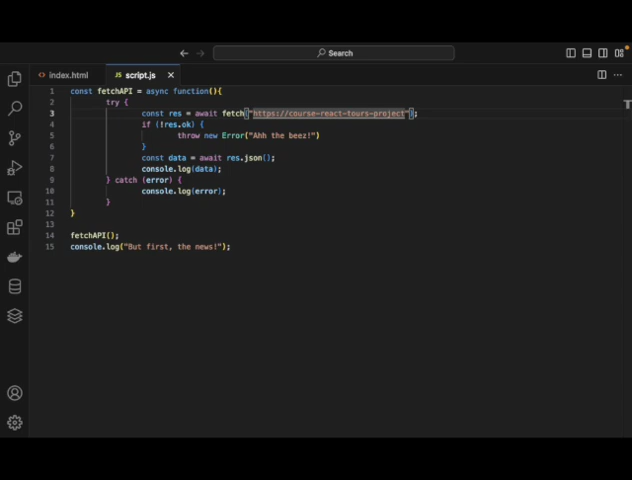 Search
index.html
JS script.js
1 const fetchAPI = async function(){
2 try {
3 const res = await fetch("https://course-react-tours-project");
4 if (!res.ok) {
5 throw new Error("Ahh the beez!")
6 }
7 const data = await res.json();
8 console.log(data);
9 } catch (error) {
10 console.log(error);
11 }
12 }
13
14 fetchAPI();
15 console.log("But first, the news!");